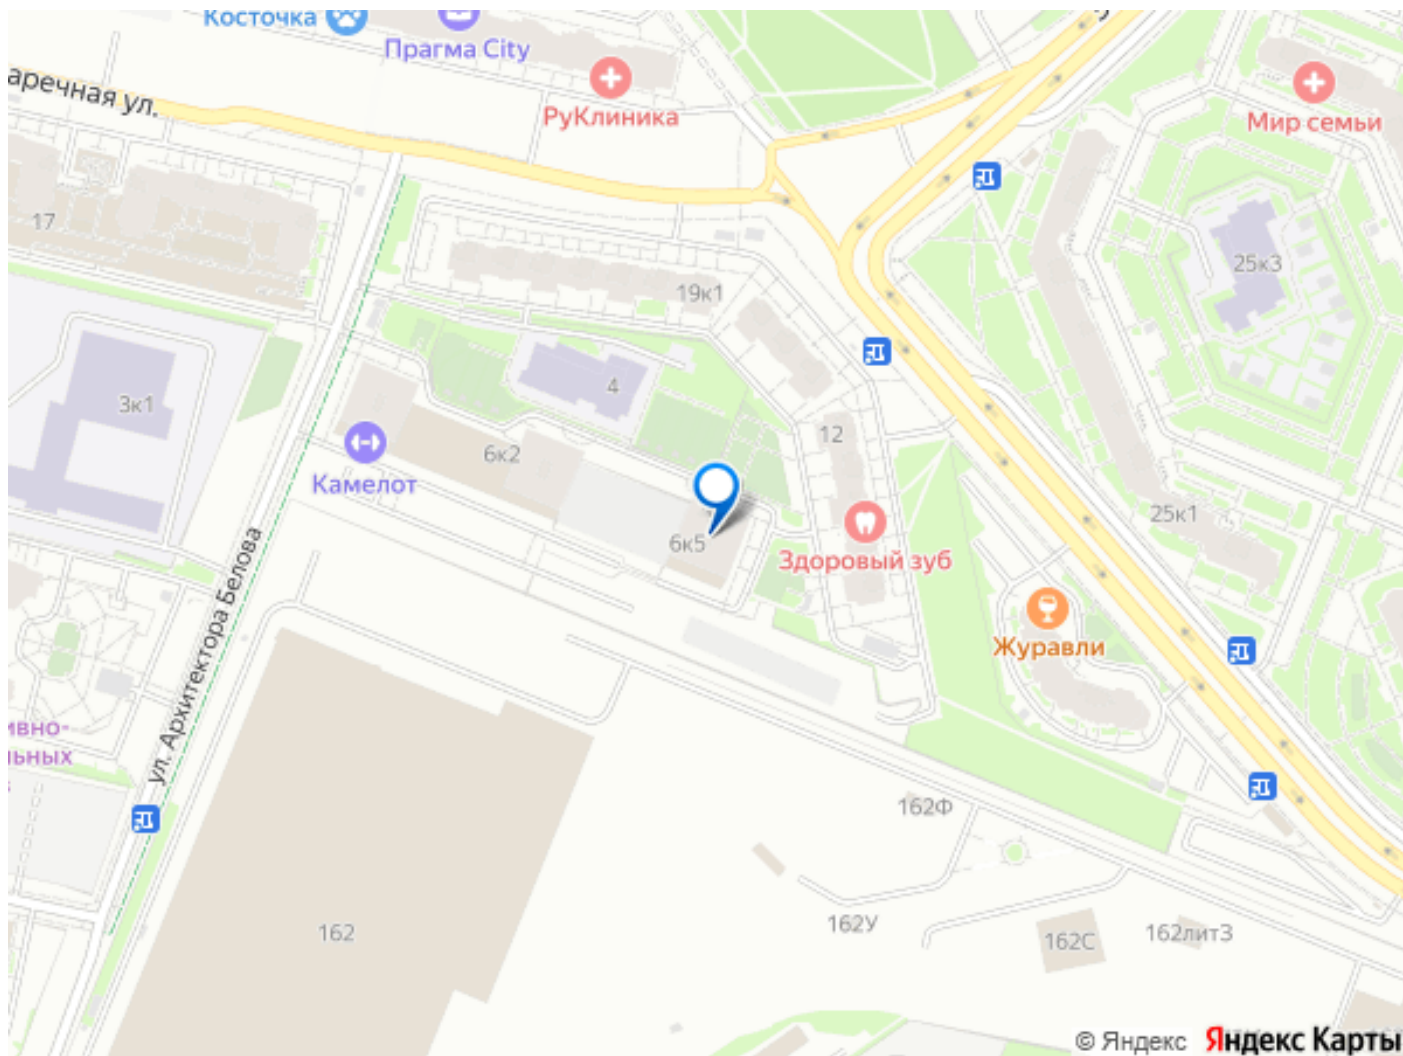 Косточка
Прагма City
РуКлиника
Мир семьи
аречная ул.
17
25к3
19к1
4
3к1
12
6к2
Камелот
25к1
6к5
Здоровый зуб
Журавли
ул. Архитектора Белова
ивно-
льных
162Ф
162У
162
162С
162литЗ
© Яндекс Яндекс Карты